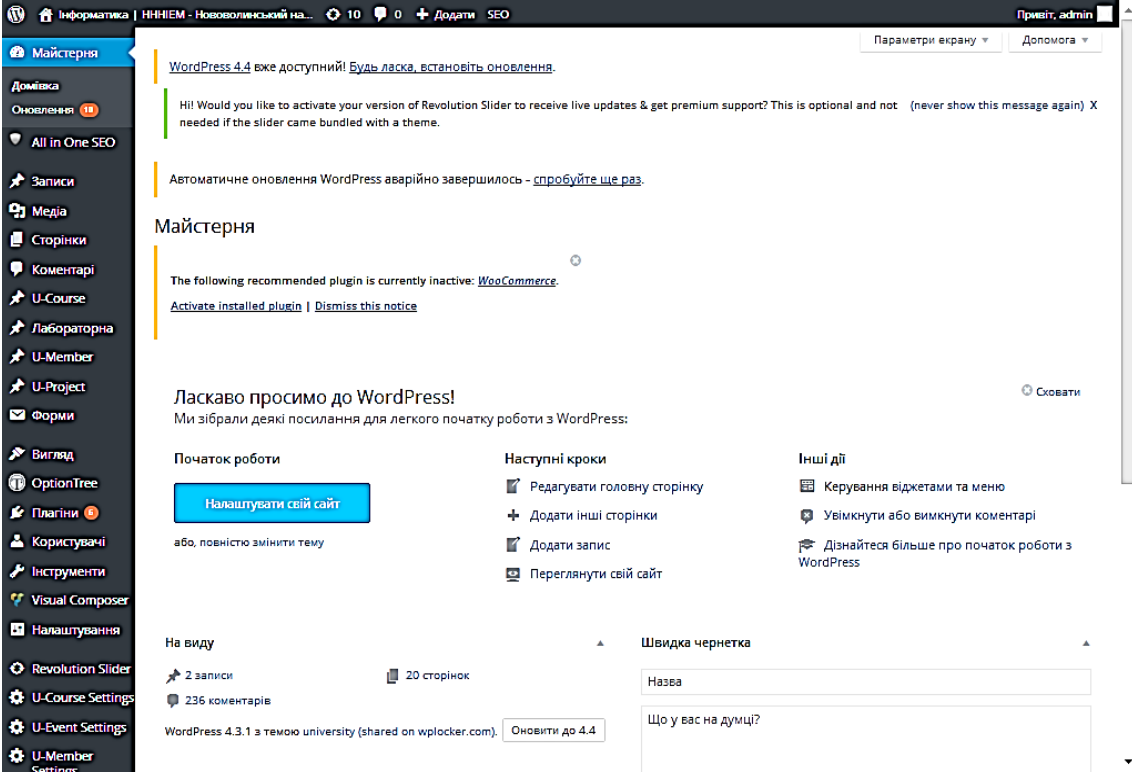 Інформатика | НННІЕМ - Нововолинський на... 10 0 + Додати SEO Привіт, admin
Параметри екрану Допомога
Майстерня
Домівка
Оновлення 10
All in One SEO
Записи
Медіа
Сторінки
Коментарі
U-Course
Лабораторна
U-Member
U-Project
Форми
Вигляд
OptionTree
Плагіни 6
Користувачі
Інструменти
Visual Composer
Налаштування
Revolution Slider
U-Course Settings
U-Event Settings
U-Member
Settings
WordPress 4.4 вже доступний! Будь ласка, встановіть оновлення.
Hi! Would you like to activate your version of Revolution Slider to receive live updates & get premium support? This is optional and not (never show this message again) X
needed if the slider came bundled with a theme.
Автоматичне оновлення WordPress аварійно завершилось - спробуйте ще раз.
Майстерня
The following recommended plugin is currently inactive: WooCommerce.
Activate installed plugin | Dismiss this notice
Ласкаво просимо до WordPress!
Сховати
Ми зібрали деякі посилання для легкого початку роботи з WordPress:
Початок роботи
Налаштувати свій сайт
або, повністю змінити тему
Наступні кроки
Редагувати головну сторінку
Додати інші сторінки
Додати запис
Переглянути свій сайт
Інші дії
Керування віджетами та меню
Увімкнути або вимкнути коментарі
Дізнайтеся більше про початок роботи з
WordPress
На виду
2 записи 20 сторінок
236 коментарів
WordPress 4.3.1 з темою university (shared on wplocker.com). Оновити до 4.4
Швидка чернетка
Назва
Що у вас на думці?